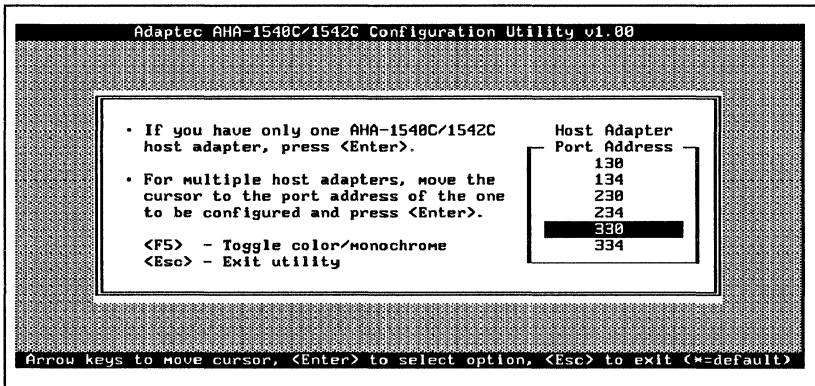 Adaptec AHA-1540C/1542C Configuration Utility v1.00
· If you have only one AHA-1540C/1542C
host adapter, press <Enter>.
· For multiple host adapters, move the
cursor to the port address of the one
to be configured and press <Enter>.
<F5> - Toggle color/monochrome
<Esc> - Exit utility
Host Adapter
Port Address
130
134
230
234
330
334
Arrow keys to move cursor, <Enter> to select option, <Esc> to exit (*=default)